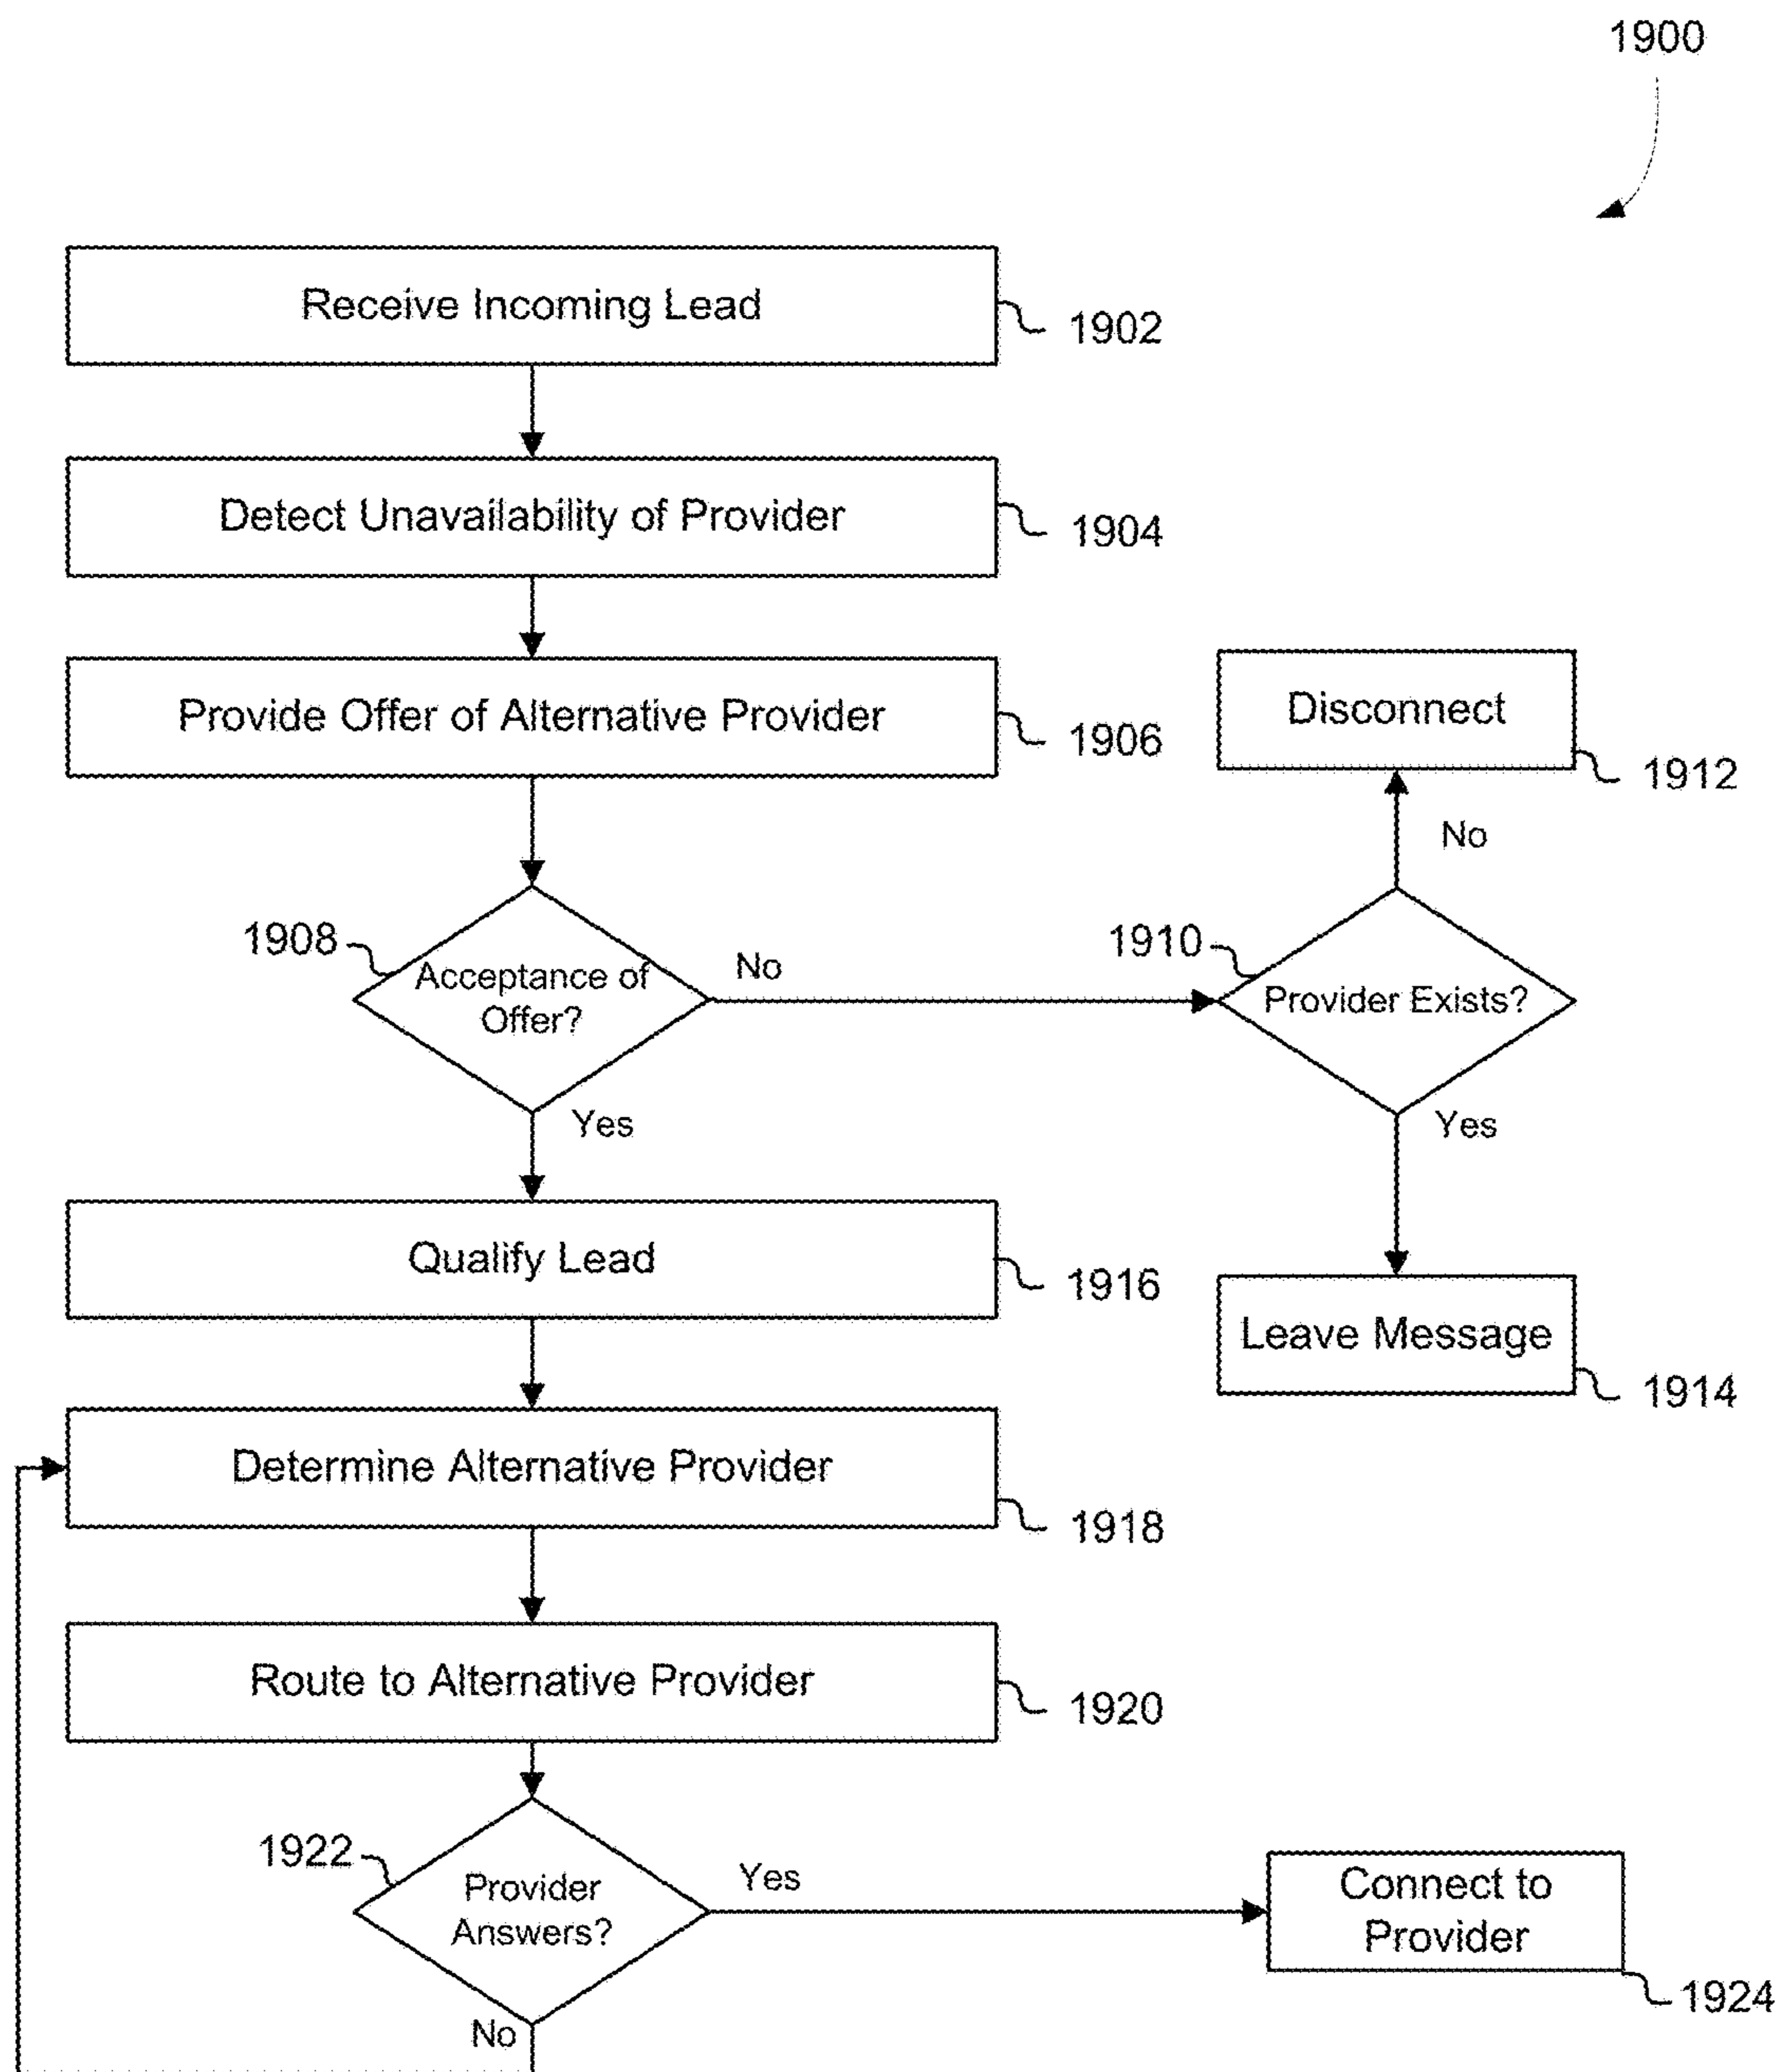 1900
Receive Incoming Lead
1902
Detect Unavailability of Provider
1904
Provide Offer of Alternative Provider
1906
Disconnect
1912
No
1908
Acceptance of
Offer?
No
1910
Provider Exists?
Yes
Yes
Qualify Lead
1916
Leave Message
1914
Determine Alternative Provider
1918
Route to Alternative Provider
1920
1922
Provider
Answers?
Yes
Connect to
Provider
1924
No